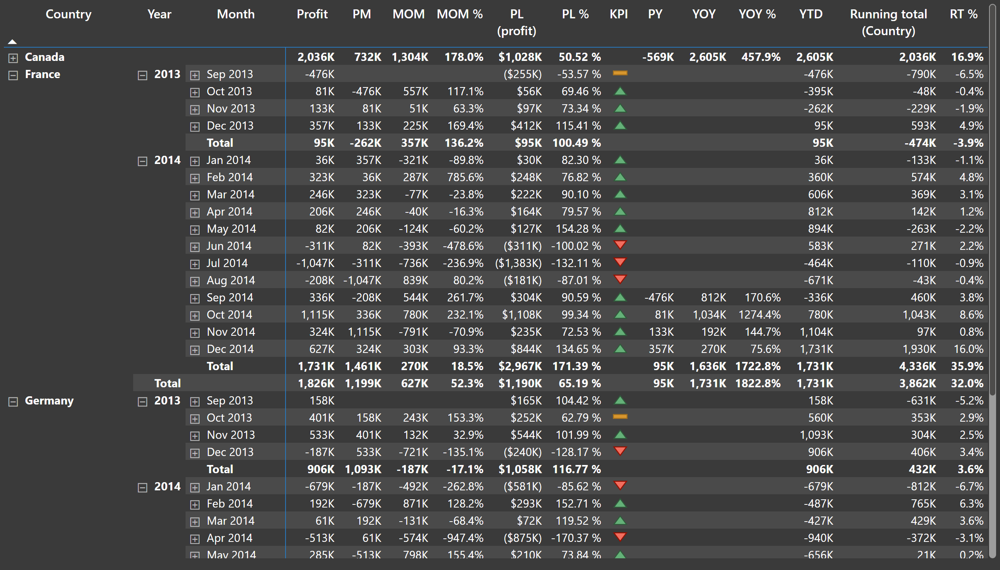 Country Year Month Profit PM MOM MOM % PL (profit) PL % KPI PY YOY YOY % YTD Running total (Country) RT %
Canada 2,036K 732K 1,304K 178.0% $1,028K 50.52 % -569K 2,605K 457.9% 2,605K 2,036K 16.9%
France 2013 Sep 2013 -476K ($255K) -53.57 % -476K -790K -6.5%
Oct 2013 81K -476K 557K 117.1% $56K 69.46 % -395K -48K -0.4%
Nov 2013 133K 81K 51K 63.3% $97K 73.34 % -262K -229K -1.9%
Dec 2013 357K 133K 225K 169.4% $412K 115.41 % 95K 593K 4.9%
Total 95K -262K 357K 136.2% $95K 100.49 % 95K -474K -3.9%
2014 Jan 2014 36K 357K -321K -89.8% $30K 82.30 % 36K -133K -1.1%
Feb 2014 323K 36K 287K 785.6% $248K 76.82 % 360K 574K 4.8%
Mar 2014 246K 323K -77K -23.8% $222K 90.10 % 606K 369K 3.1%
Apr 2014 206K 246K -40K -16.3% $164K 79.57 % 812K 142K 1.2%
May 2014 82K 206K -124K -60.2% $127K 154.28 % 894K -263K -2.2%
Jun 2014 -311K 82K -393K -478.6% ($311K) -100.02 % 583K 271K 2.2%
Jul 2014 -1,047K -311K -736K -236.9% ($1,383K) -132.11 % -464K -110K -0.9%
Aug 2014 -208K -1,047K 839K 80.2% ($181K) -87.01 % -671K -43K -0.4%
Sep 2014 336K -208K 544K 261.7% $304K 90.59 % -476K 812K 170.6% -336K 460K 3.8%
Oct 2014 1,115K 336K 780K 232.1% $1,108K 99.34 % 81K 1,034K 1274.4% 780K 1,043K 8.6%
Nov 2014 324K 1,115K -791K -70.9% $235K 72.53 % 133K 192K 144.7% 1,104K 97K 0.8%
Dec 2014 627K 324K 303K 93.3% $844K 134.65 % 357K 270K 75.6% 1,731K 1,930K 16.0%
Total 1,731K 1,461K 270K 18.5% $2,967K 171.39 % 95K 1,636K 1722.8% 1,731K 4,336K 35.9%
Total 1,826K 1,199K 627K 52.3% $1,190K 65.19 % 95K 1,731K 1822.8% 1,731K 3,862K 32.0%
Germany 2013 Sep 2013 158K $165K 104.42 % 158K -631K -5.2%
Oct 2013 401K 158K 243K 153.3% $252K 62.79 % 560K 353K 2.9%
Nov 2013 533K 401K 132K 32.9% $544K 101.99 % 1,093K 304K 2.5%
Dec 2013 -187K 533K -721K -135.1% ($240K) -128.17 % 906K 406K 3.4%
Total 906K 1,093K -187K -17.1% $1,058K 116.77 % 906K 432K 3.6%
2014 Jan 2014 -679K -187K -492K -262.8% ($581K) -85.62 % -679K -812K -6.7%
Feb 2014 192K -679K 871K 128.2% $293K 152.71 % -487K 765K 6.3%
Mar 2014 61K 192K -131K -68.4% $72K 119.52 % -427K 429K 3.6%
Apr 2014 -513K 61K -574K -947.4% ($875K) -170.37 % -940K -372K -3.1%
May 2014 285K -513K 798K 155.4% $210K 73.84 % -656K 21K 0.2%